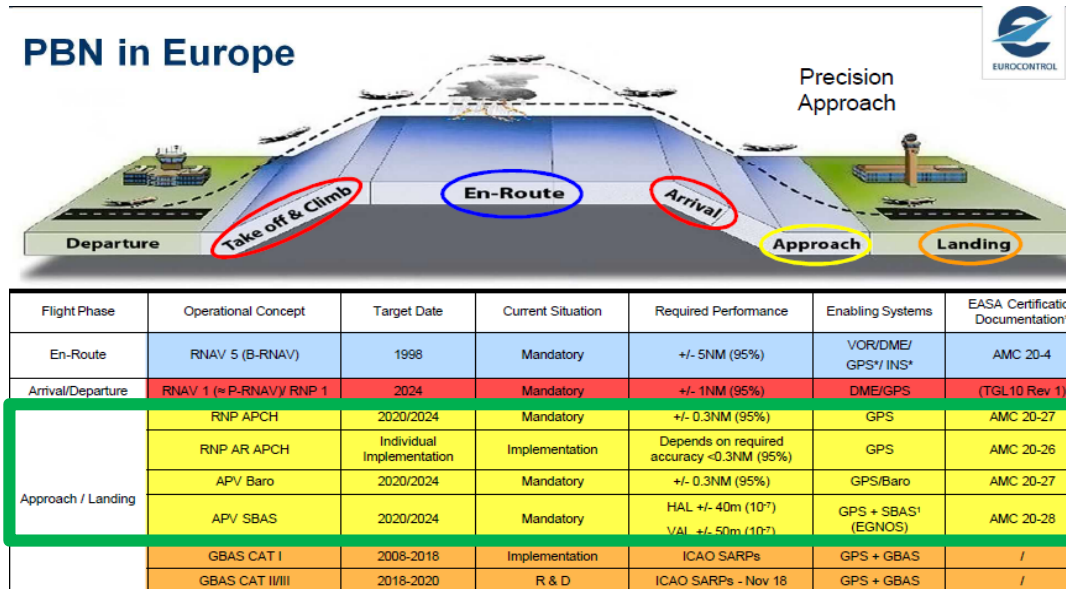 PBN in Europe
EUROCONTROL
Precision
Approach
Departure
Take off & Climb
En-Route
Arrival
Approach
Landing
Flight Phase
Operational Concept
Target Date
Current Situation
Required Performance
Enabling Systems
EASA Certificatio
Documentation
En-Route
RNAV 5 (B-RNAV)
1998
Mandatory
+/- 5NM (95%)
VOR/DME/
GPS*/ INS*
AMC 20-4
Arrival/Departure
RNAV 1 (≈ P-RNAV)/ RNP 1
2024
Mandatory
+/- 1NM (95%)
DME/GPS
(TGL10 Rev 1)
Approach / Landing
RNP APCH
2020/2024
Mandatory
+/- 0.3NM (95%)
GPS
AMC 20-27
RNP AR APCH
Individual
Implementation
Implementation
Depends on required
accuracy <0.3NM (95%)
GPS
AMC 20-26
APV Baro
2020/2024
Mandatory
+/- 0.3NM (95%)
GPS/Baro
AMC 20-27
APV SBAS
2020/2024
Mandatory
HAL +/- 40m (10⁻⁷)
VAL +/- 50m (10⁻⁷)
GPS + SBAS¹
(EGNOS)
AMC 20-28
GBAS CAT I
2008-2018
Implementation
ICAO SARPs
GPS + GBAS
/
GBAS CAT II/III
2018-2020
R & D
ICAO SARPs - Nov 18
GPS + GBAS
/